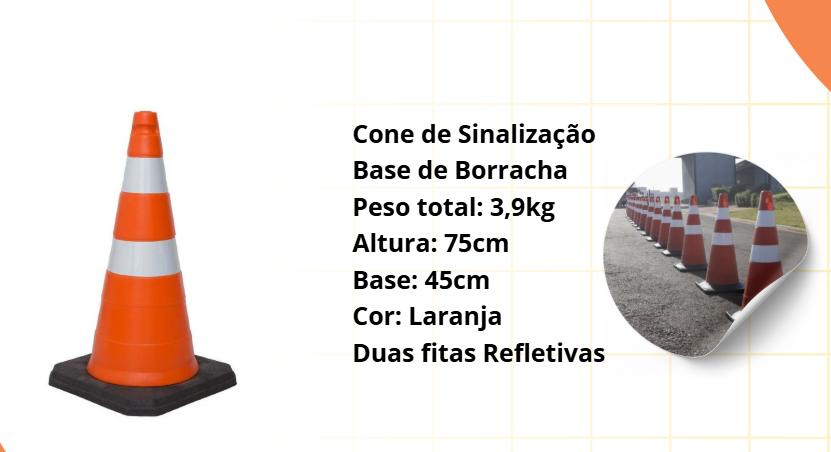 Cone de Sinalização
Base de Borracha
Peso total: 3,9kg
Altura: 75cm
Base: 45cm
Cor: Laranja
Duas fitas Refletivas